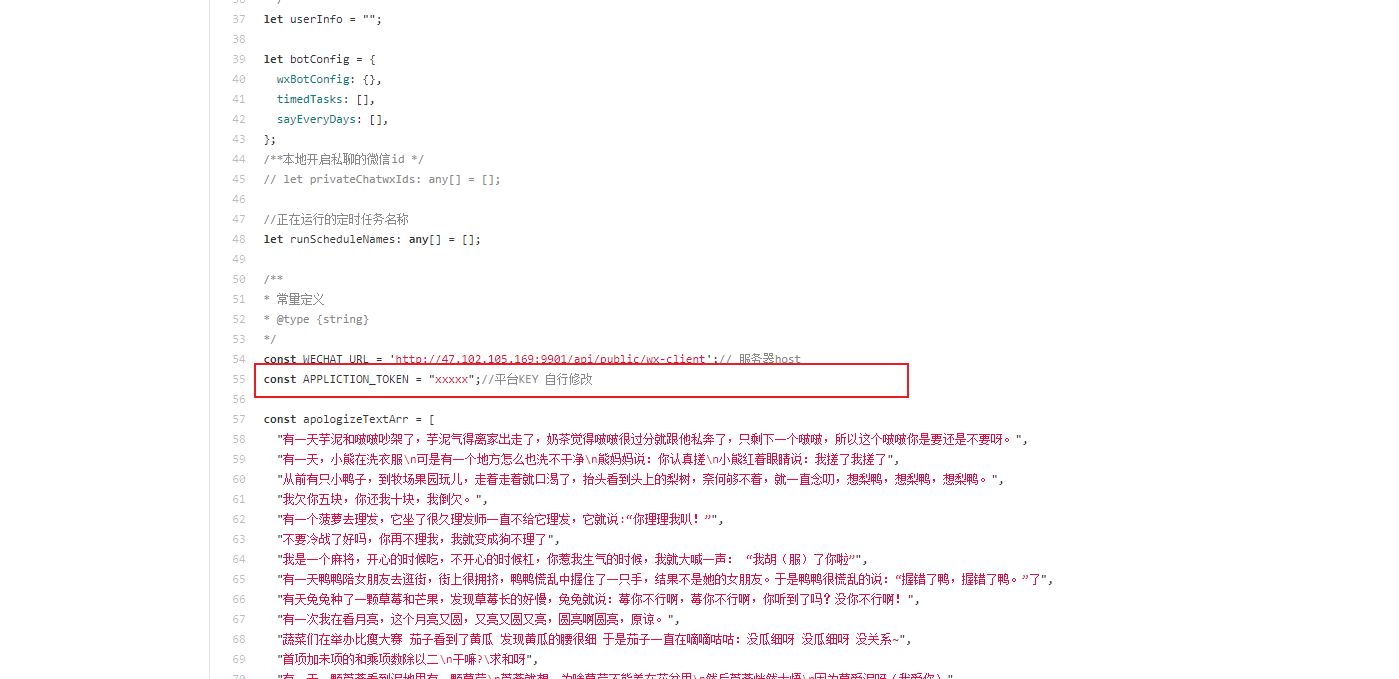 37 let userInfo = "";
38
39 let botConfig = {
40 wxBotConfig: {},
41 timedTasks: [],
42 sayEveryDays: [],
43 };
44 /**本地开启私聊的微信id */
45 // let privateChatwxIds: any[] = [];
46
47 //正在运行的定时任务名称
48 let runScheduleNames: any[] = [];
49
50 /**
51 * 常量定义
52 * @type {string}
53 */
54 const WECHAT_URL = 'http://47.102.105.169:9901/api/public/wx-client';// 服务器host
55 const APPLICTION_TOKEN = "xxxxx";//平台KEY 自行修改
56
57 const apologizeTextArr = [
58 "有一天芋泥和啵啵吵架了，芋泥气得离家出走了，奶茶觉得啵啵很过分就跟他私奔了，只剩下一个啵啵，所以这个啵啵你是要还是不要呀。",
59 "有一天，小熊在洗衣服\n可是有一个地方怎么也洗不干净\n熊妈妈说：你认真搓\n小熊红着眼睛说：我搓了我搓了",
60 "从前有只小鸭子，到牧场果园玩儿，走着走着就口渴了，抬头看到头上的梨树，奈何够不着，就一直念叨，想梨鸭，想梨鸭，想梨鸭。",
61 "我欠你五块，你还我十块，我倒欠。",
62 "有一个菠萝去理发，它坐了很久理发师一直不给它理发，它就说:“你理理我叭！”",
63 "不要冷战了好吗，你再不理我，我就变成狗不理了",
64 "我是一个麻将，开心的时候吃，不开心的时候杠，你惹我生气的时候，我就大喊一声： “我胡（服）了你啦”",
65 "有一天鸭鸭陪女朋友去逛街，街上很拥挤，鸭鸭慌乱中握住了一只手，结果不是她的女朋友。于是鸭鸭很慌乱的说：“握错了鸭，握错了鸭。”了",
66 "有天兔兔种了一颗草莓和芒果，发现草莓长的好慢，兔兔就说：莓你不行啊，莓你不行啊，你听到了吗？没你不行啊！",
67 "有一次我在看月亮，这个月亮又圆，又亮又圆又亮，圆亮啊圆亮，原谅。",
68 "蔬菜们在举办比瘦大赛 茄子看到了黄瓜 发现黄瓜的腰很细 于是茄子一直在嘀嘀咕咕：没瓜细呀 没瓜细呀 没关系~",
69 "首项加末项的和乘项数除以二\n干嘛?\求和呀",